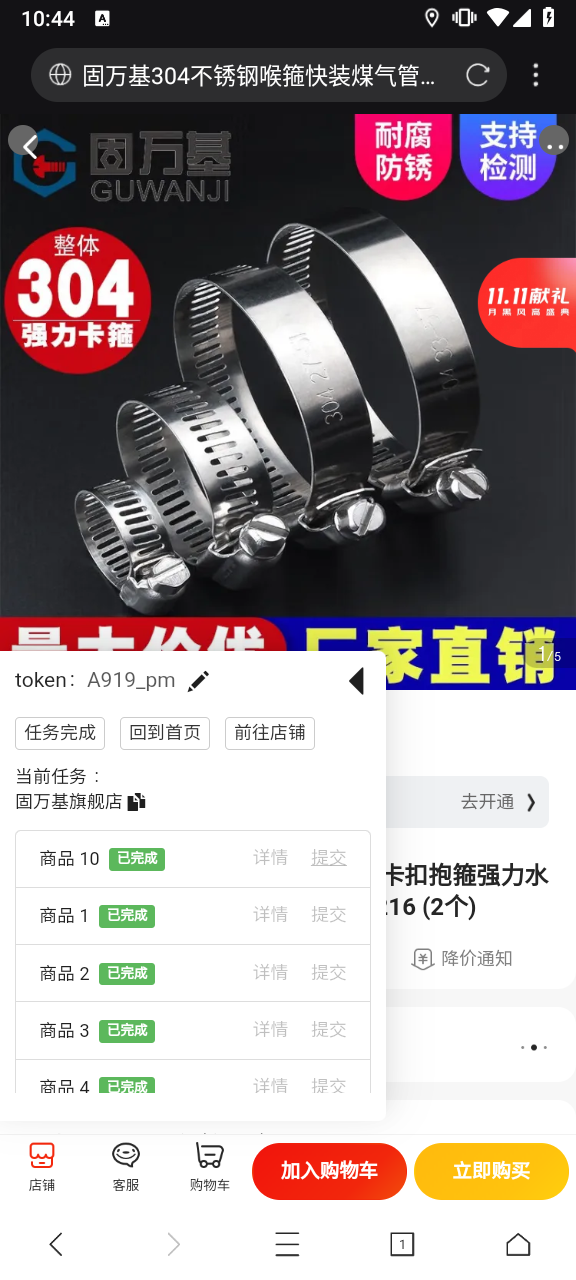 10:44
A
固万基304不锈钢喉箍快装煤气管...
固万基
GUWANJI
耐腐
防锈
支持
检测
整体
304
强力卡箍
11.11献礼
月黑风高盛典
304 27-51
厂家直销
1/5
token: A919_pm
任务完成
回到首页
前往店铺
当前任务：
固万基旗舰店
去开通
商品 10 已完成 详情 提交
卡扣抱箍强力水
216 (2个)
商品 1 已完成 详情 提交
降价通知
商品 2 已完成 详情 提交
商品 3 已完成 详情 提交
商品 4 已完成 详情 提交
店铺
客服
购物车
加入购物车
立即购买
1